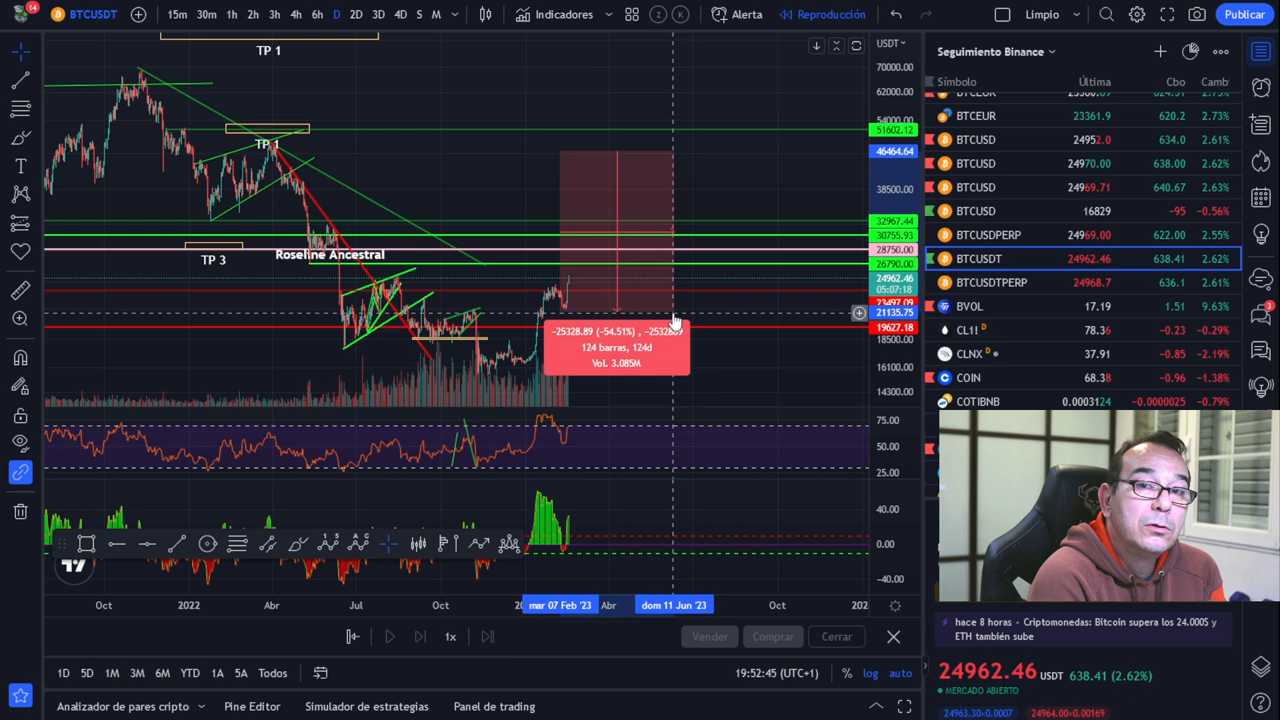 14
BTCUSDT
15m 30m 1h 2h 3h 4h 6h D 2D 3D 4D S M
Indicadores
2 K
Alerta
Reproducción
Limpio
Publicar
TP 1
TP 1
TP 3
Roseline Ancestral
−25328.89 (−54.51%) , −2532889
124 barras, 124d
Vol. 3.085M
USDT
70000.00
62000.00
54000.00
51602.12
46464.64
38500.00
32967.44
30755.93
28750.00
26790.00
24962.46
05:07:18
23497.09
21135.75
19627.18
18500.00
16100.00
14300.00
75.00
50.00
25.00
40.00
0.00
−40.00
Oct 2022 Abr Jul Oct 20 mar 07 Feb '23 Abr dom 11 Jun '23 Oct 202
1x
Vender Comprar Cerrar
1D 5D 1M 3M 6M YTD 1A 5A Todos
19:52:45 (UTC+1) % log auto
Analizador de pares cripto Pine Editor Simulador de estrategias Panel de trading
Seguimiento Binance
Símbolo Última Cbo Camb
BTCEUR
BTCEUR 23361.9 620.2 2.73%
BTCUSD 24952.0 634.0 2.61%
BTCUSD 24970.00 638.00 2.62%
BTCUSD 24969.71 640.67 2.63%
BTCUSD 16829 −95 −0.56%
BTCUSDPERP 24969.00 622.00 2.55%
BTCUSDT 24962.46 638.41 2.62%
BTCUSDTPERP 24968.7 636.1 2.61%
BVOL 17.19 1.51 9.63%
CL1! D 78.36 −0.23 −0.29%
CLNX D 37.91 −0.85 −2.19%
COIN 68.38 −0.96 −1.38%
COTIBNB 0.0003124 −0.0000025 −0.79%
3
hace 8 horas • Criptomonedas: Bitcoin supera los 24.000$ y
ETH también sube
24962.46 USDT 638.41 (2.62%)
MERCADO ABIERTO
24963.30×0.0007 24964.00×0.00169